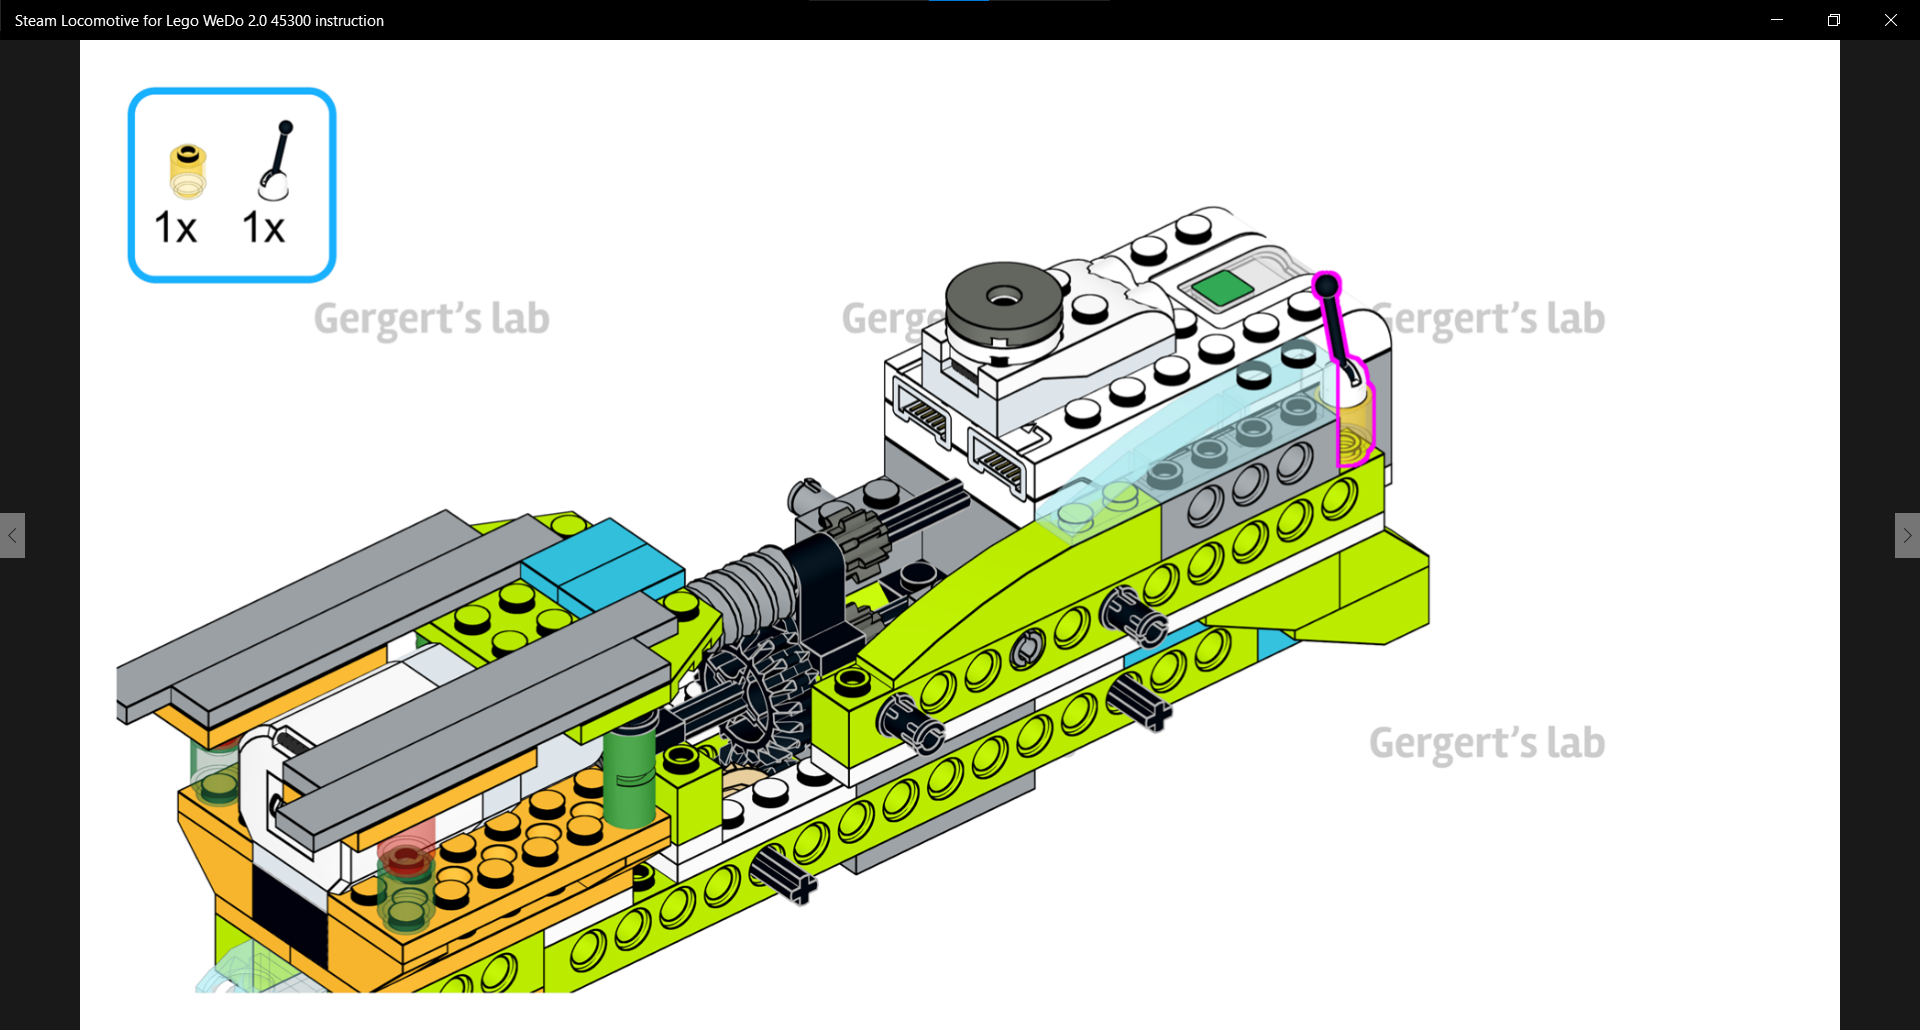 Steam Locomotive for Lego WeDo 2.0 45300 instruction
1x 1x
Gergert's lab Gerge Gergert's lab
Gergert's lab